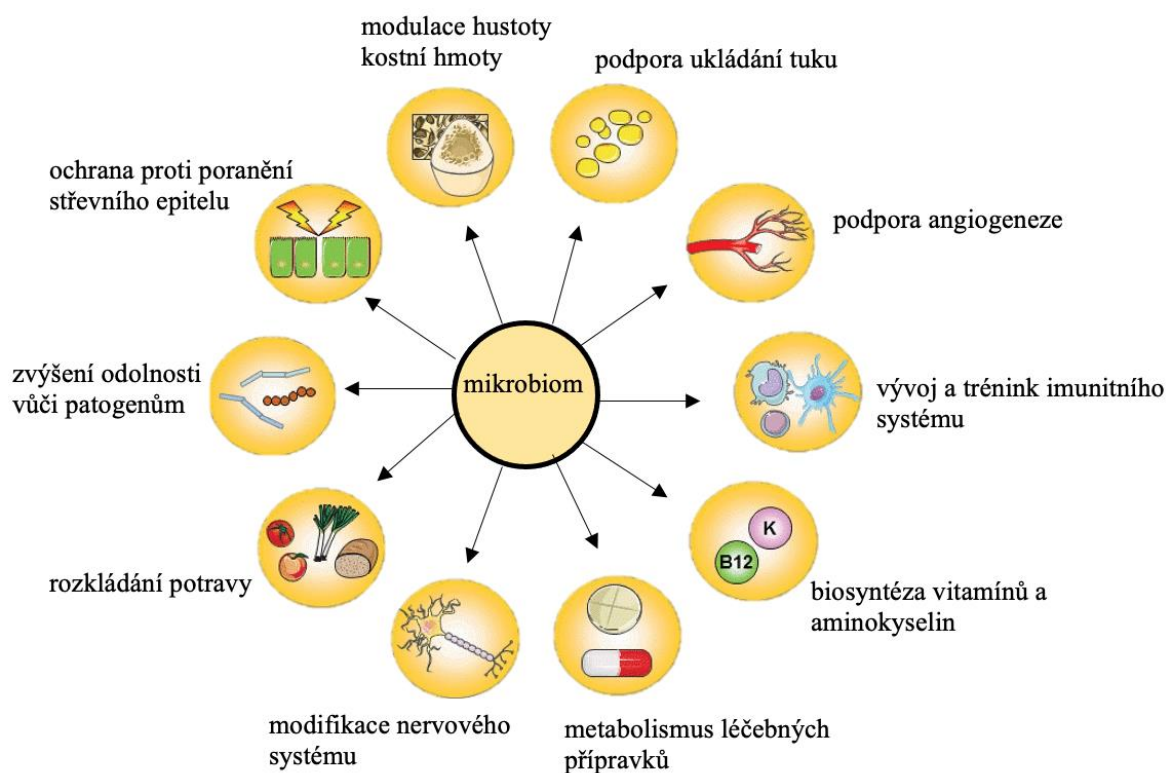 modulace hustoty
kostní hmoty
podpora ukládání tuku
ochrana proti poranění
střevního epitelu
podpora angiogeneze
zvýšení odolnosti
vůči patogenům
mikrobiom
vývoj a trénink imunitního
systému
K
B12
rozkládání potravy
biosyntéza vitamínů a
aminokyselin
modifikace nervového
systému
metabolismus léčebných
přípravků